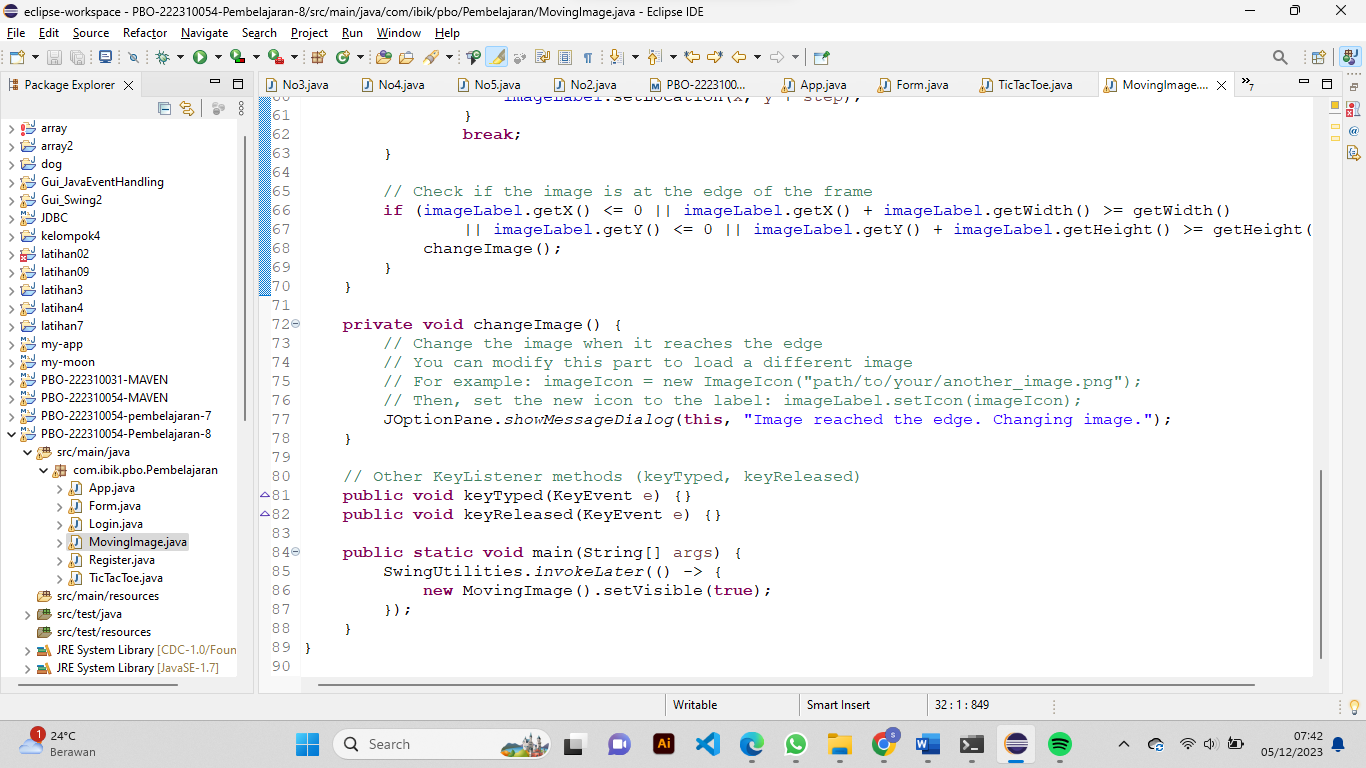 eclipse-workspace - PBO-222310054-Pembelajaran-8/src/main/java/com/ibik/pbo/Pembelajaran/MovingImage.java - Eclipse IDE
File Edit Source Refactor Navigate Search Project Run Window Help
Package Explorer
No3.java No4.java No5.java No2.java PBO-2223100... App.java Form.java TicTacToe.java MovingImage.... 7
array
array2
dog
Gui_JavaEventHandling
Gui_Swing2
JDBC
kelompok4
latihan02
latihan09
latihan3
latihan4
latihan7
my-app
my-moon
PBO-222310031-MAVEN
PBO-222310054-MAVEN
PBO-222310054-pembelajaran-7
PBO-222310054-Pembelajaran-8
src/main/java
com.ibik.pbo.Pembelajaran
App.java
Form.java
Login.java
MovingImage.java
Register.java
TicTacToe.java
src/main/resources
src/test/java
src/test/resources
JRE System Library [CDC-1.0/Foun
JRE System Library [JavaSE-1.7]
60 imageLabel.setLocation(x, y + step);
61 }
62 break;
63 }
64
65 // Check if the image is at the edge of the frame
66 if (imageLabel.getX() <= 0 || imageLabel.getX() + imageLabel.getWidth() >= getWidth()
67 || imageLabel.getY() <= 0 || imageLabel.getY() + imageLabel.getHeight() >= getHeight(
68 changeImage();
69 }
70 }
71
72 private void changeImage() {
73 // Change the image when it reaches the edge
74 // You can modify this part to load a different image
75 // For example: imageIcon = new ImageIcon("path/to/your/another_image.png");
76 // Then, set the new icon to the label: imageLabel.setIcon(imageIcon);
77 JOptionPane.showMessageDialog(this, "Image reached the edge. Changing image.");
78 }
79
80 // Other KeyListener methods (keyTyped, keyReleased)
81 public void keyTyped(KeyEvent e) {}
82 public void keyReleased(KeyEvent e) {}
83
84 public static void main(String[] args) {
85 SwingUtilities.invokeLater(() -> {
86 new MovingImage().setVisible(true);
87 });
88 }
89 }
90
Writable Smart Insert 32 : 1 : 849
1
24°C
Berawan
Search
Ai
S
W
07:42
05/12/2023